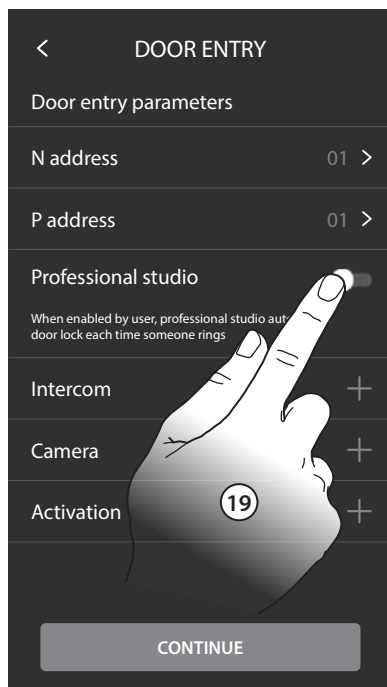 DOOR ENTRY
Door entry parameters
N address 01
P address 01
Professional studio
When enabled by user, professional studio
door lock each time someone rings
Intercom
Camera
19
Activation
CONTINUE